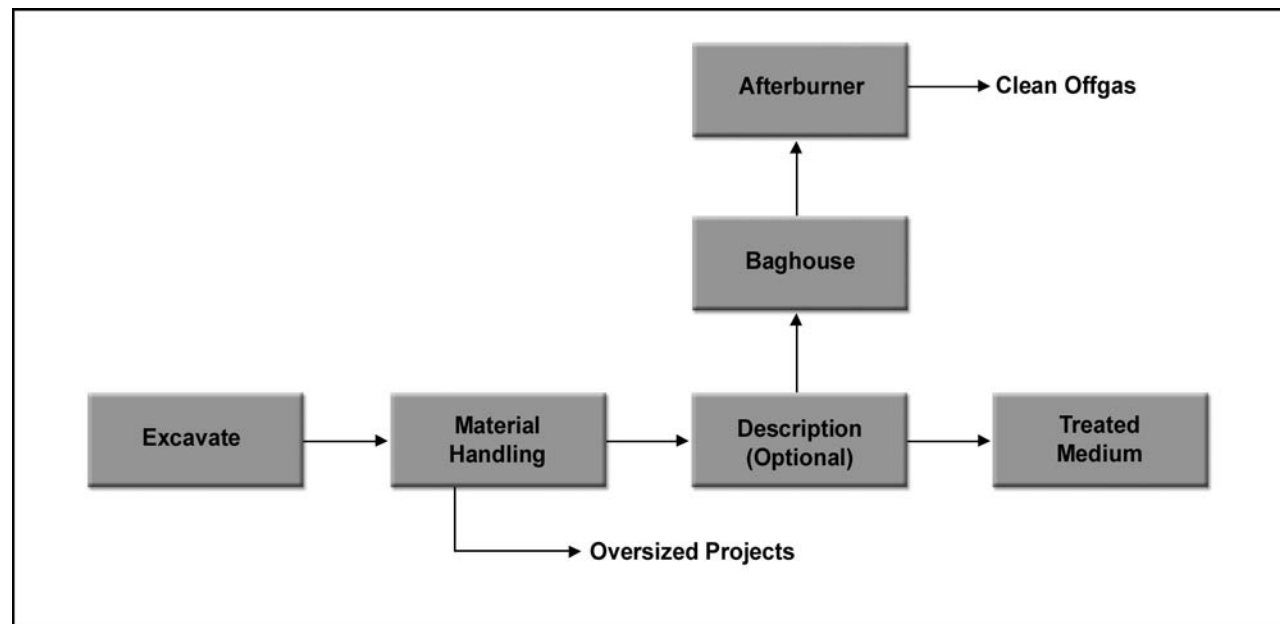 Afterburner
Clean Offgas
Baghouse
Excavate
Material
Handling
Description
(Optional)
Treated
Medium
Oversized Projects